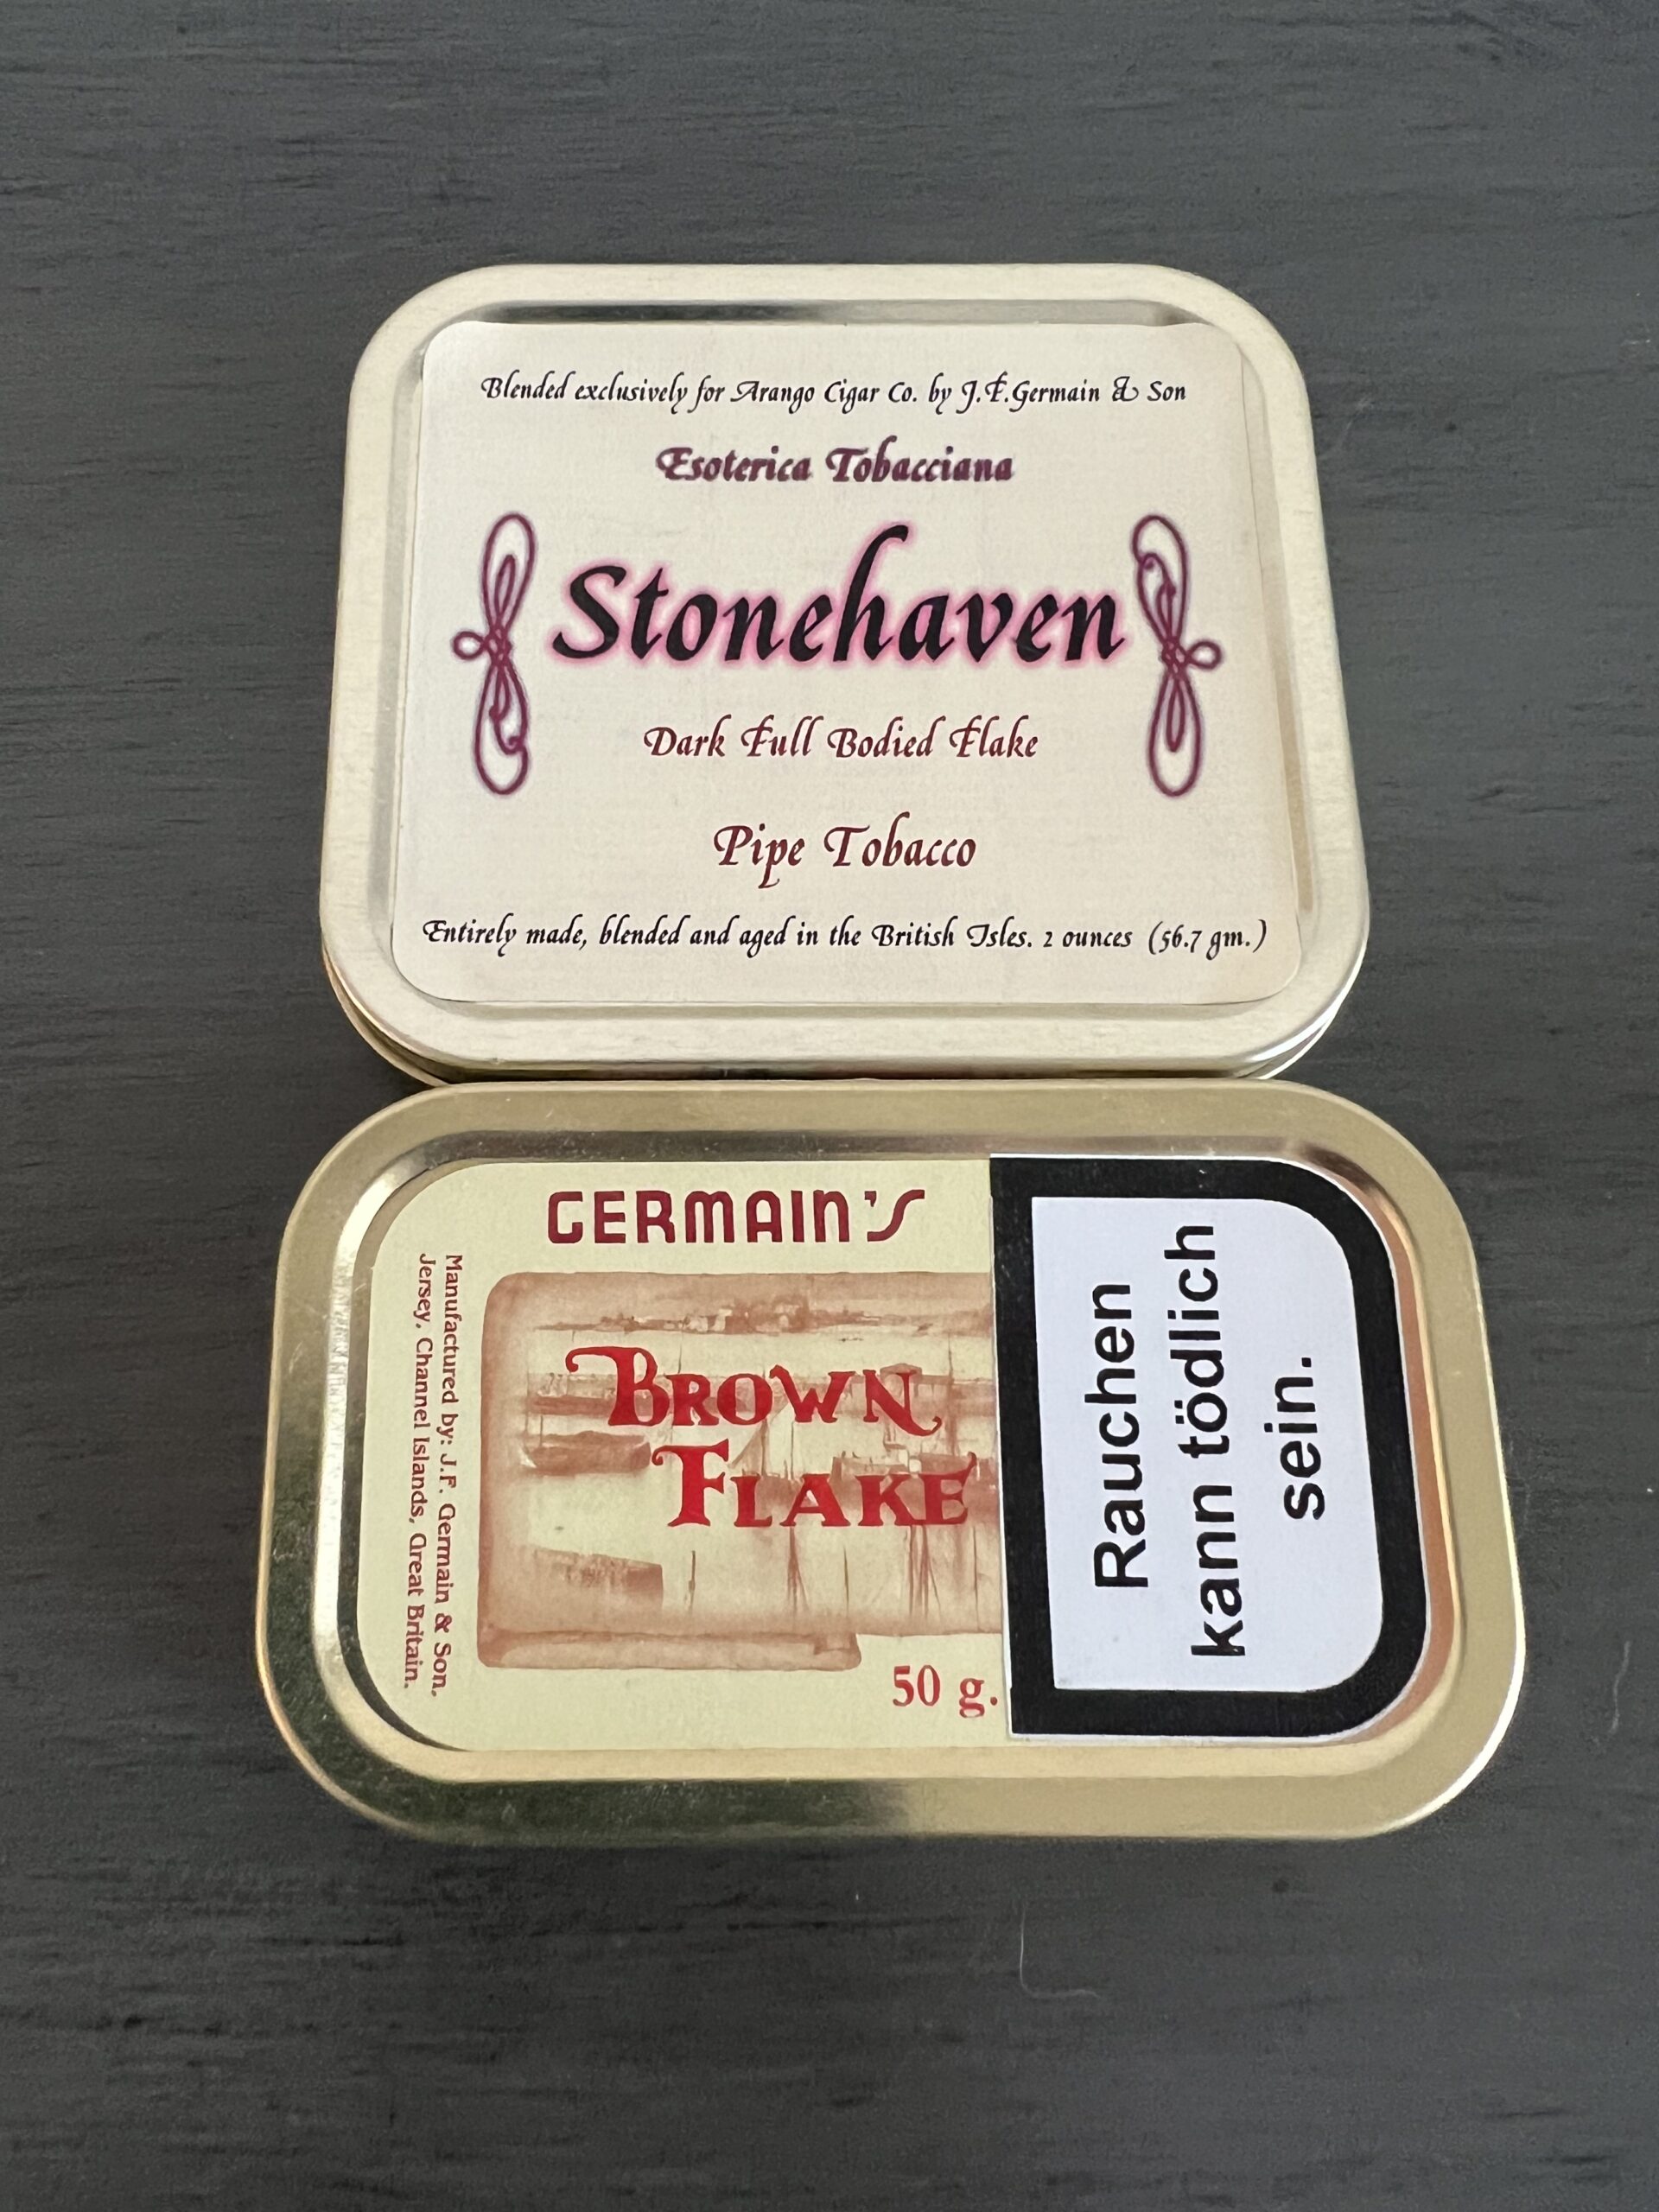 Blended exclusively for Arango Cigar Co. by J.F.Germain & Son
Esoterica Tobacciana
Stonehaven
Dark Full Bodied Flake
Pipe Tobacco
Entirely made, blended and aged in the British Isles. 2 ounces (56.7 gm.)
GERMAIN'S
BROWN
FLAKE
50 g.
Manufactured by: J.F. Germain & Son,
Jersey, Channel Islands, Great Britain.
Rauchen
kann tödlich
sein.